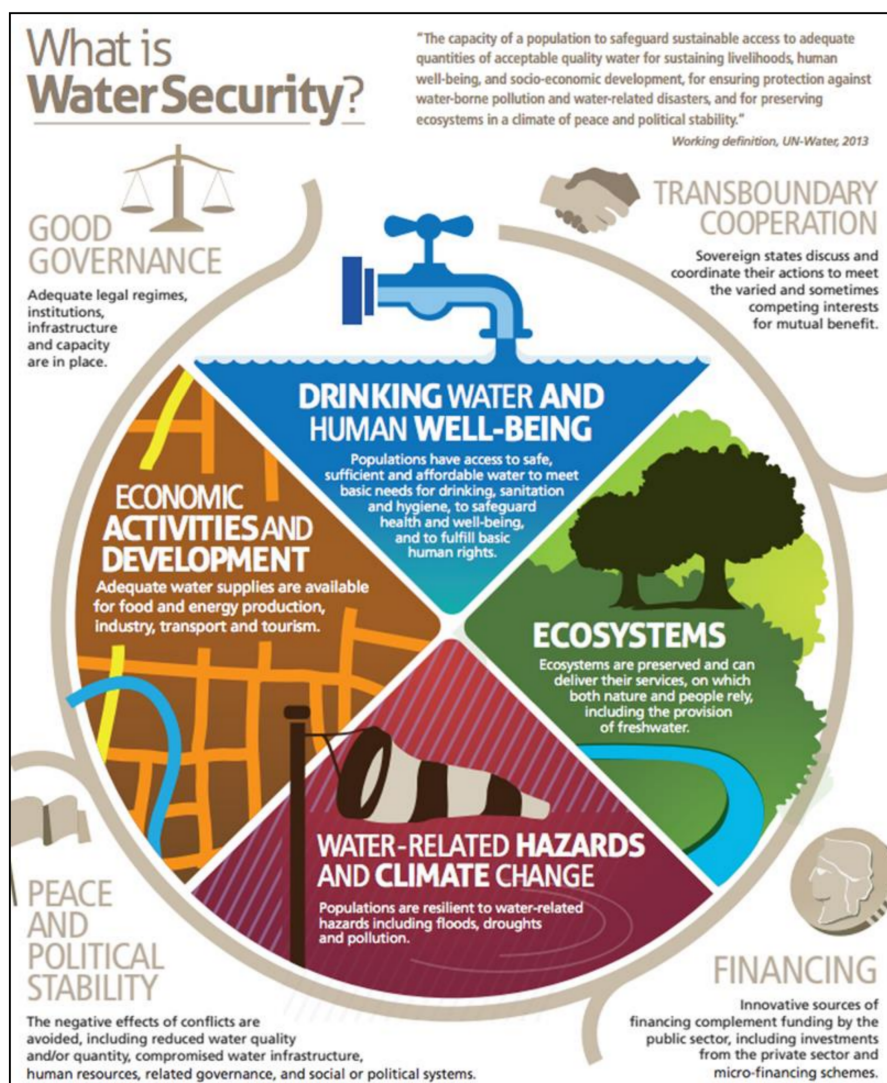 What is
Water Security?
"The capacity of a population to safeguard sustainable access to adequate
quantities of acceptable quality water for sustaining livelihoods, human
well-being, and socio-economic development, for ensuring protection against
water-borne pollution and water-related disasters, and for preserving
ecosystems in a climate of peace and political stability."
Working definition, UN-Water, 2013
GOOD
GOVERNANCE
Adequate legal regimes,
institutions,
infrastructure
and capacity
are in place.
TRANSBOUNDARY
COOPERATION
Sovereign states discuss and
coordinate their actions to meet
the varied and sometimes
competing interests
for mutual benefit.
DRINKING WATER AND
HUMAN WELL-BEING
Populations have access to safe,
sufficient and affordable water to meet
basic needs for drinking, sanitation
and hygiene, to safeguard
health and well-being,
and to fulfill basic
human rights.
ECONOMIC
ACTIVITIES AND
DEVELOPMENT
Adequate water supplies are available
for food and energy production,
industry, transport and tourism.
ECOSYSTEMS
Ecosystems are preserved and can
deliver their services, on which
both nature and people rely,
including the provision
of freshwater.
WATER-RELATED HAZARDS
AND CLIMATE CHANGE
Populations are resilient to water-related
hazards including floods, droughts
and pollution.
PEACE
AND
POLITICAL
STABILITY
The negative effects of conflicts are
avoided, including reduced water quality
and/or quantity, compromised water infrastructure,
human resources, related governance, and social or political systems.
FINANCING
Innovative sources of
financing complement funding by the
public sector, including investments
from the private sector and
micro-financing schemes.